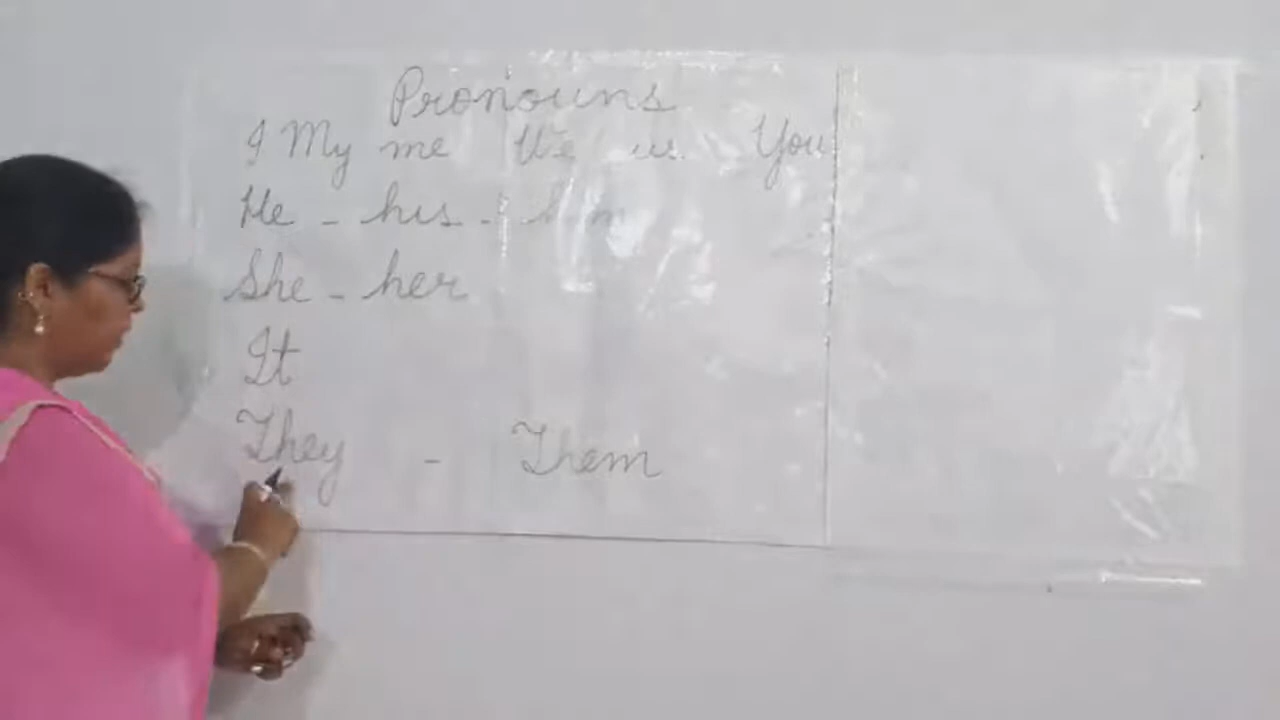 Pronouns
I My me We us You
He - his - him
She - her
It
They - Them